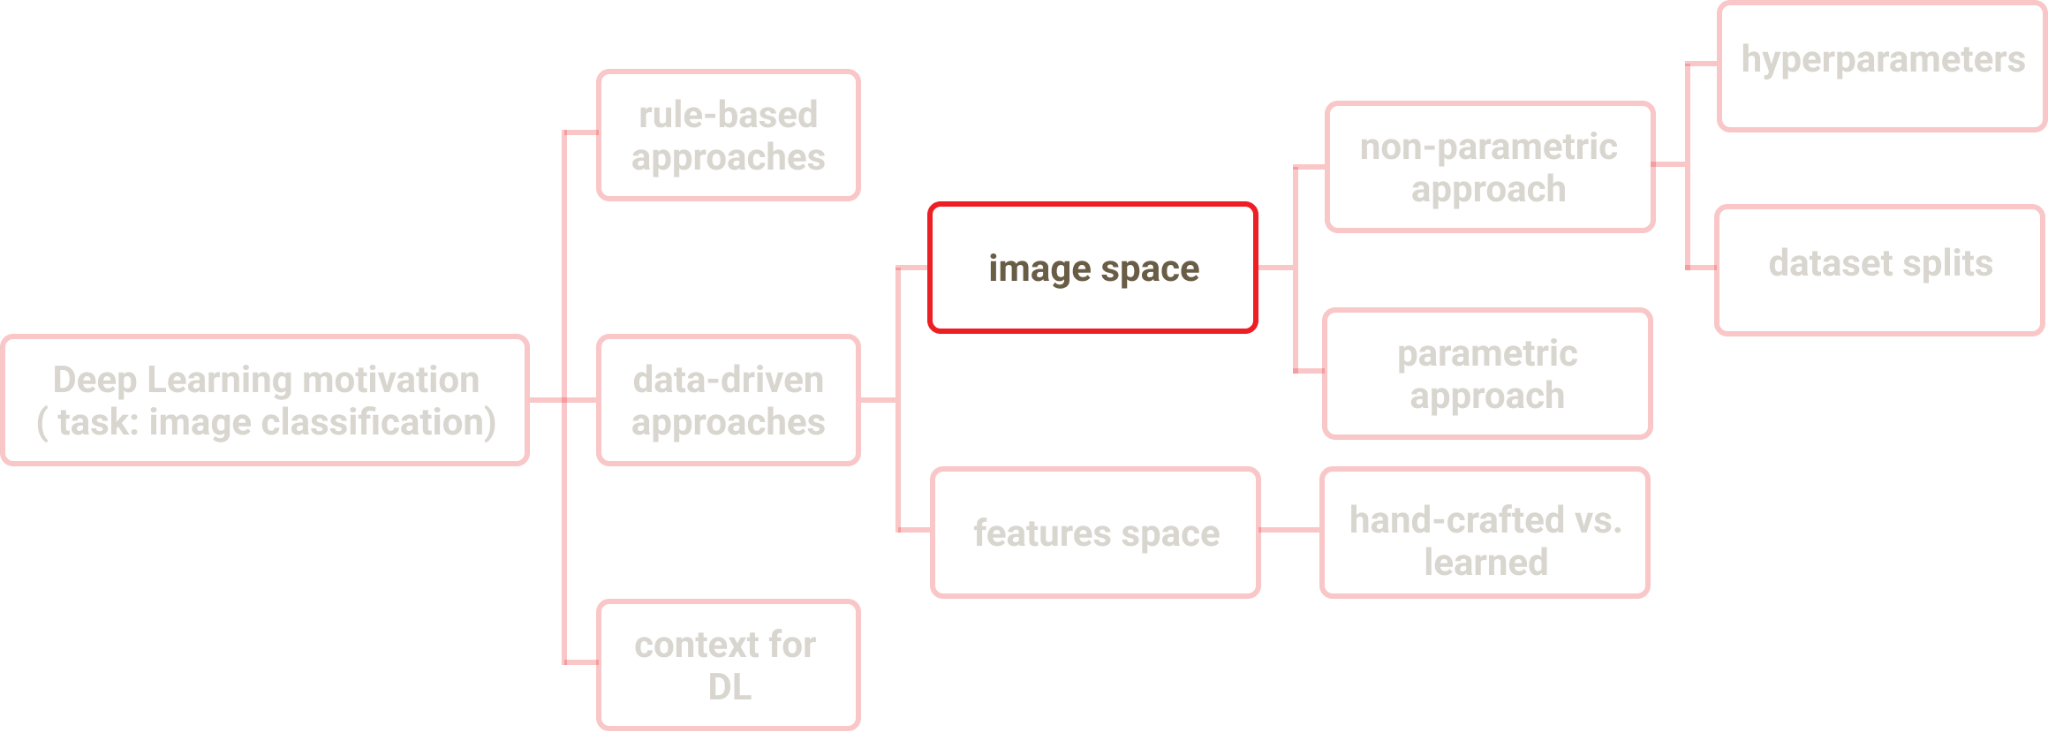 Deep Learning motivation
( task: image classification)
rule-based
approaches
data-driven
approaches
context for
DL
image space
features space
non-parametric
approach
parametric
approach
hand-crafted vs.
learned
hyperparameters
dataset splits